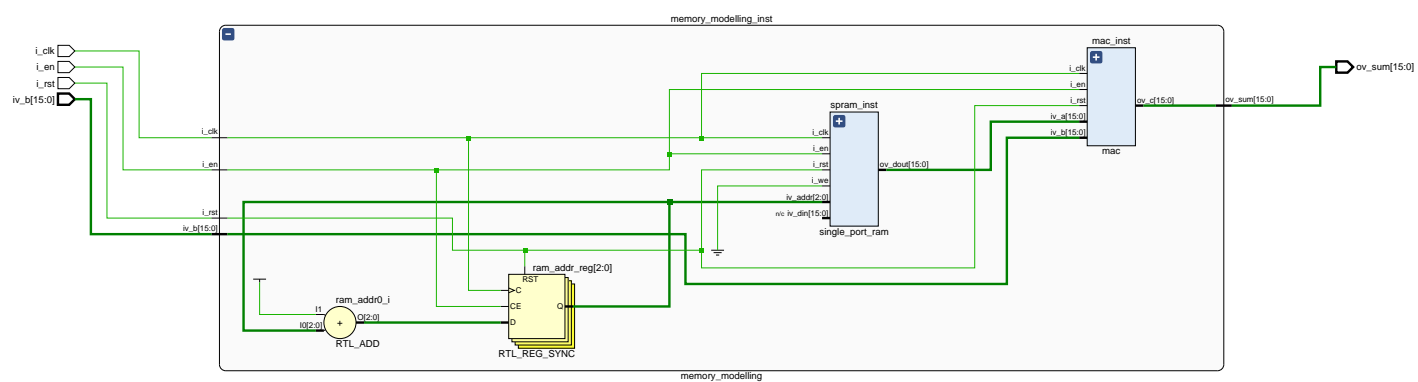 memory_modelling_inst
mac_inst
i_clk
i_en
i_rst
iv_b[15:0]
ov_sum[15:0]
i_clk
i_en
i_rst
iv_a[15:0]
iv_b[15:0]
ov_c[15:0]
ov_sum[15:0]
mac
spram_inst
i_clk
i_en
i_rst
i_we
iv_addr[2:0]
n/c iv_din[15:0]
ov_dout[15:0]
single_port_ram
i_clk
i_en
i_rst
iv_b[15:0]
ram_addr_reg[2:0]
RST
C
CE
D
Q
RTL_REG_SYNC
ram_addr0_i
I1
I0[2:0]
+
O[2:0]
RTL_ADD
memory_modelling